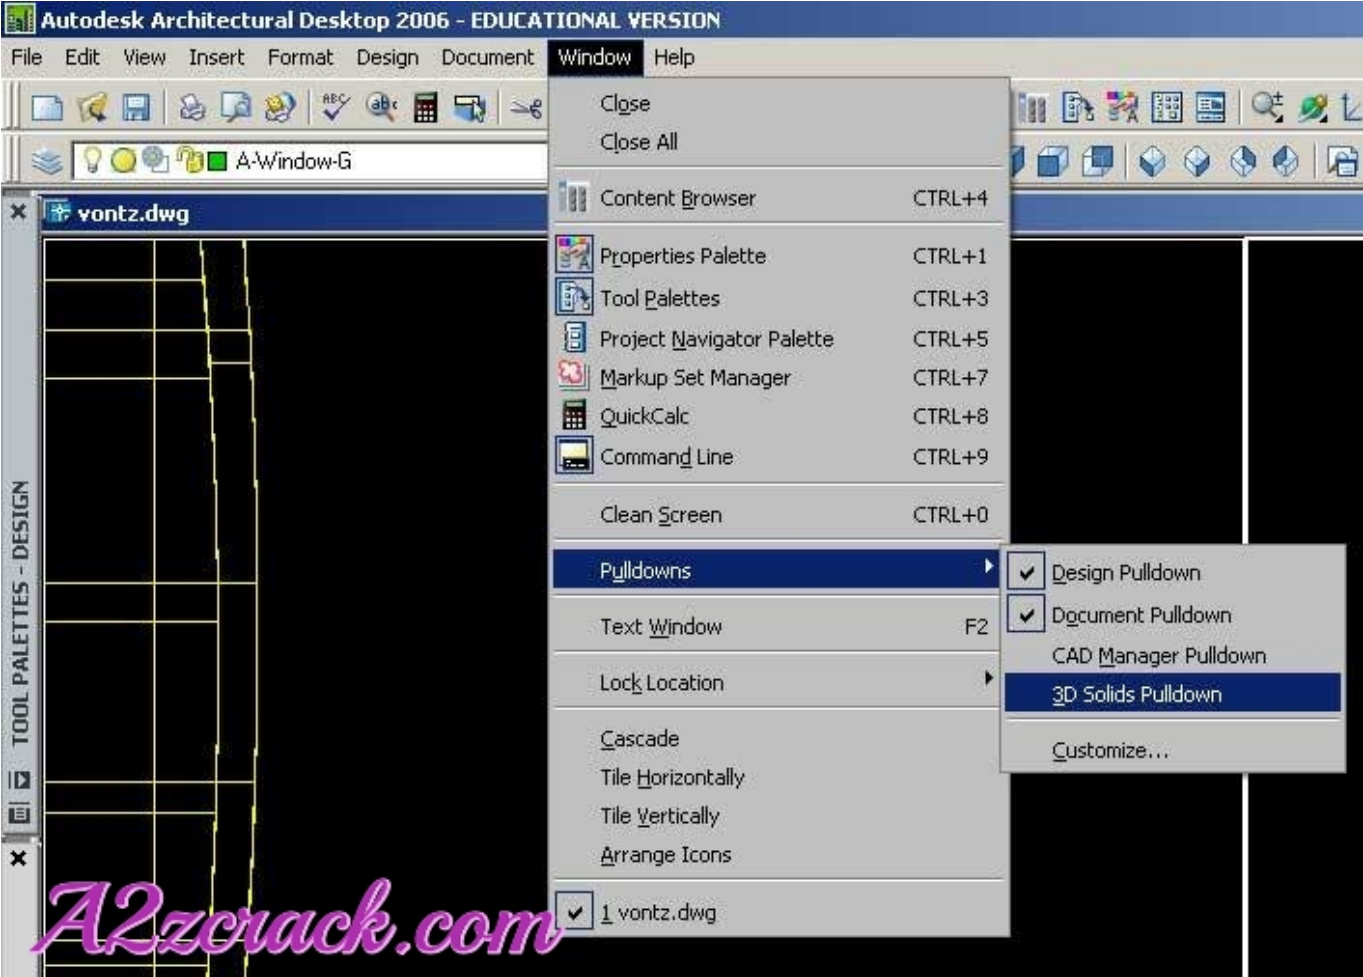 Autodesk Architectural Desktop 2006 - EDUCATIONAL VERSION
File Edit View Insert Format Design Document Window Help
ABC
A-Window-G
vontz.dwg
Close
Close All
Content Browser CTRL+4
Properties Palette CTRL+1
Tool Palettes CTRL+3
Project Navigator Palette CTRL+5
Markup Set Manager CTRL+7
QuickCalc CTRL+8
Command Line CTRL+9
Clean Screen CTRL+0
Pulldowns
Text Window F2
Lock Location
Cascade
Tile Horizontally
Tile Vertically
Arrange Icons
1 vontz.dwg
Design Pulldown
Document Pulldown
CAD Manager Pulldown
3D Solids Pulldown
Customize...
TOOL PALETTES - DESIGN
A2zcrack.com